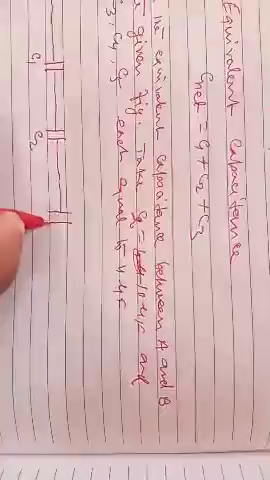 Equivalent capacitance
Cnet = C1 + C2 + C3
the equivalent capacitance between A and B
given fig. Take = 10 μF and
C3, C4, C5 each equal to 4 μF
C1
C2